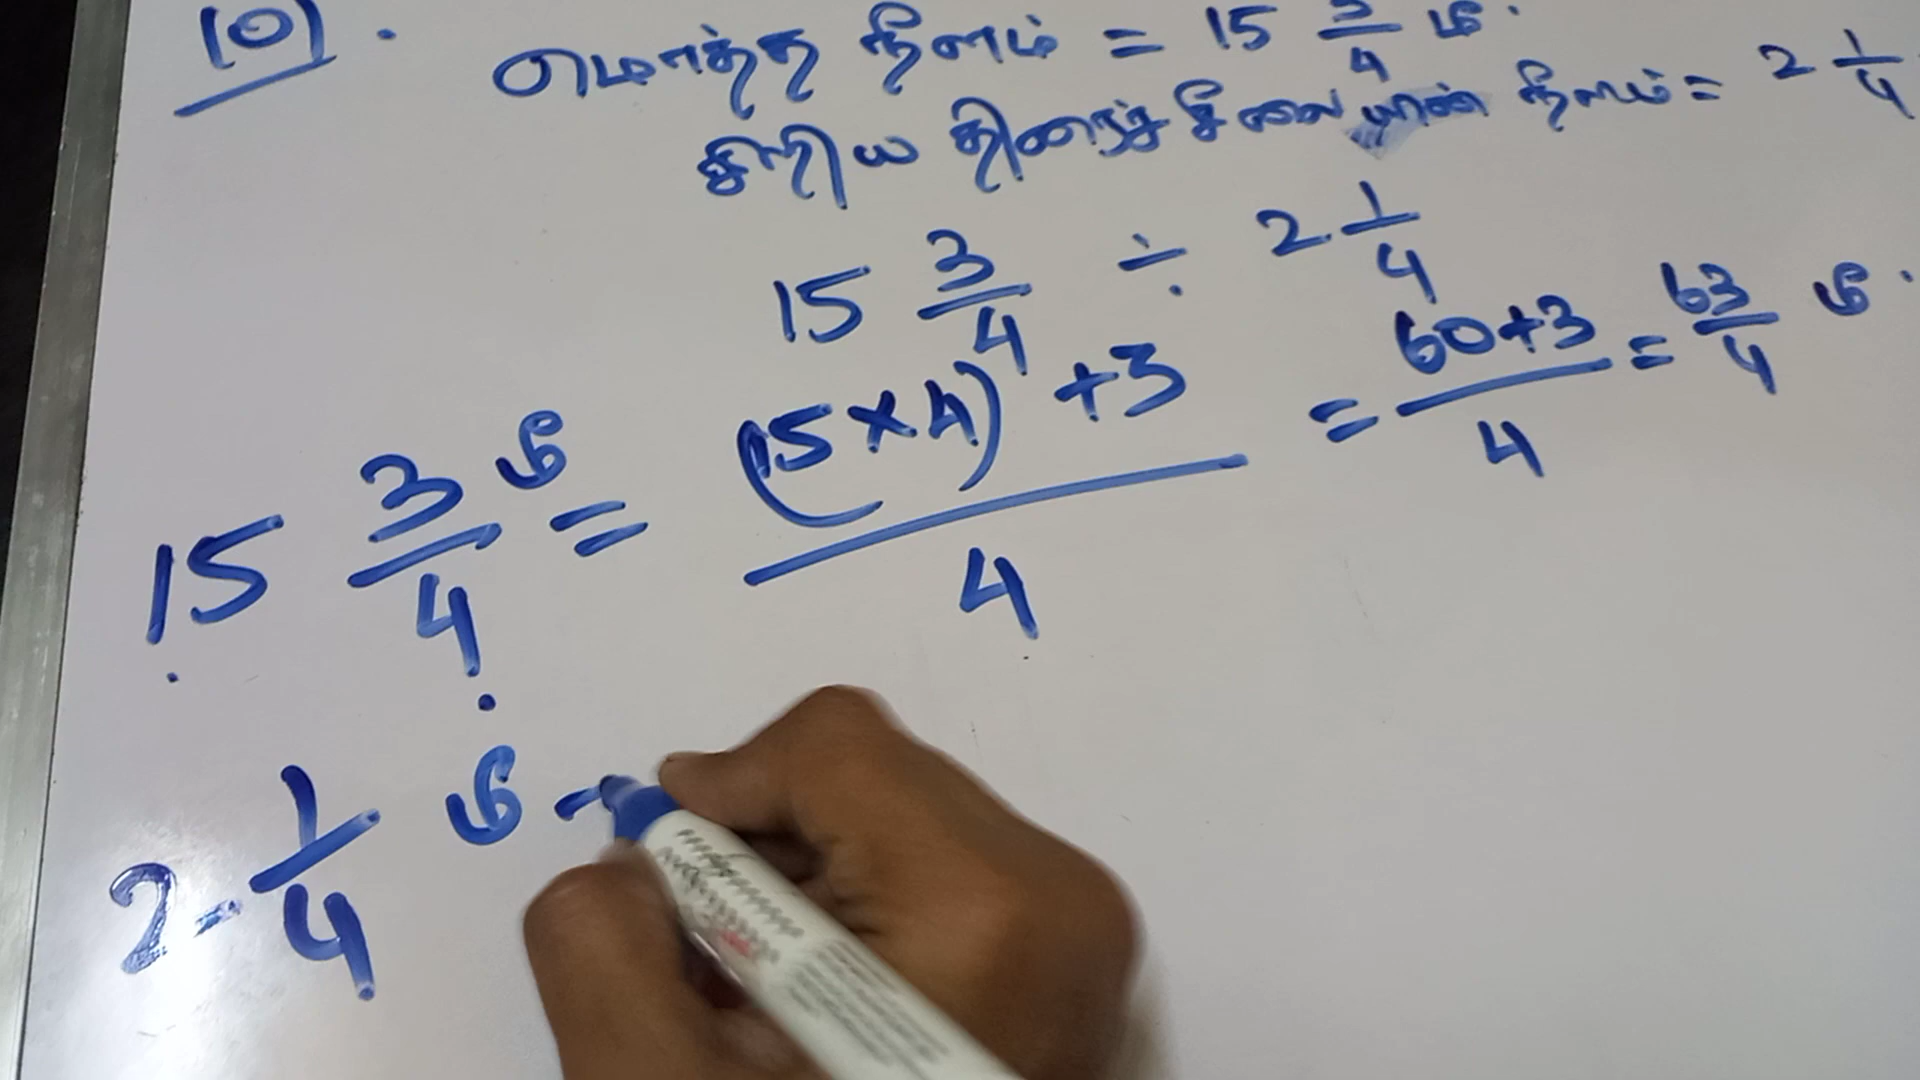 10).
மொத்த நீளம் = 15 3/4 மீ.
சிறிய திரைச்சீலையின் நீளம் = 2 1/4
15 3/4 ÷ 2 1/4
15 3/4 மீ = (15×4)+3/4 = 60+3/4 = 63/4 மீ.
2 1/4 மீ -